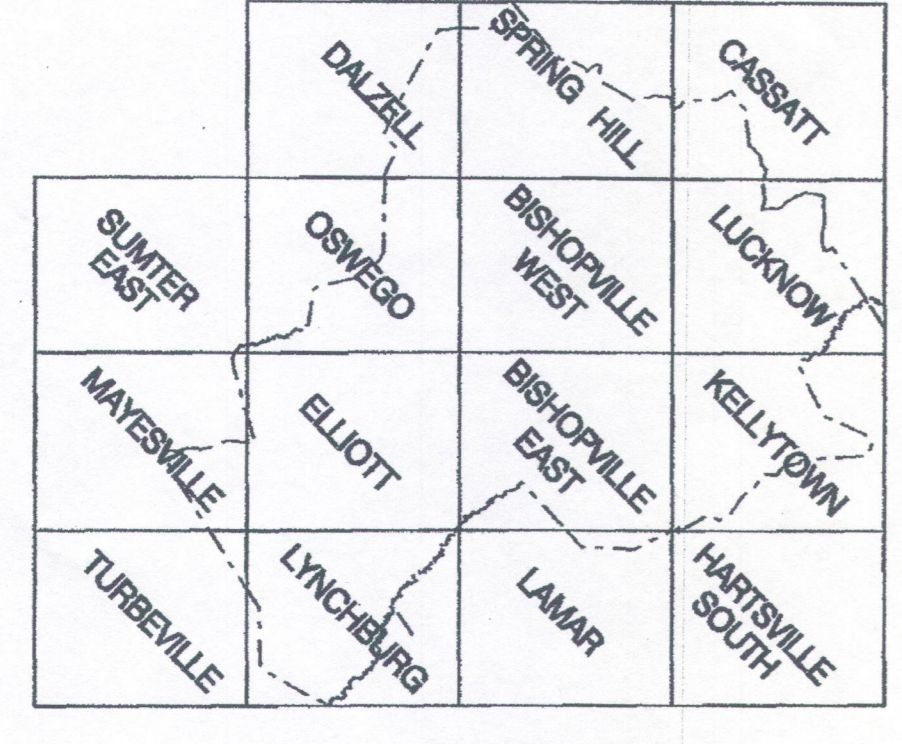 DALZELL
SPRING
HILL
CASSATT
SUMTER
EAST
OSWEGO
BISHOPVILLE
WEST
LUCKNOW
MAYESVILLE
ELLIOTT
BISHOPVILLE
EAST
KELLYTOWN
TURBEVILLE
LYNCHBURG
LAMAR
HARTSVILLE
SOUTH